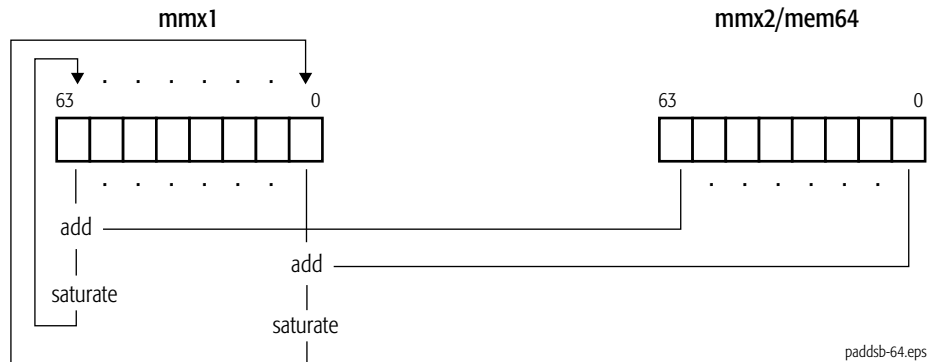 mmx1 mmx2/mem64
. . . . . .
63 0 63 0
. . . . . . . . . . . .
add
add
saturate
saturate
paddsb-64.eps